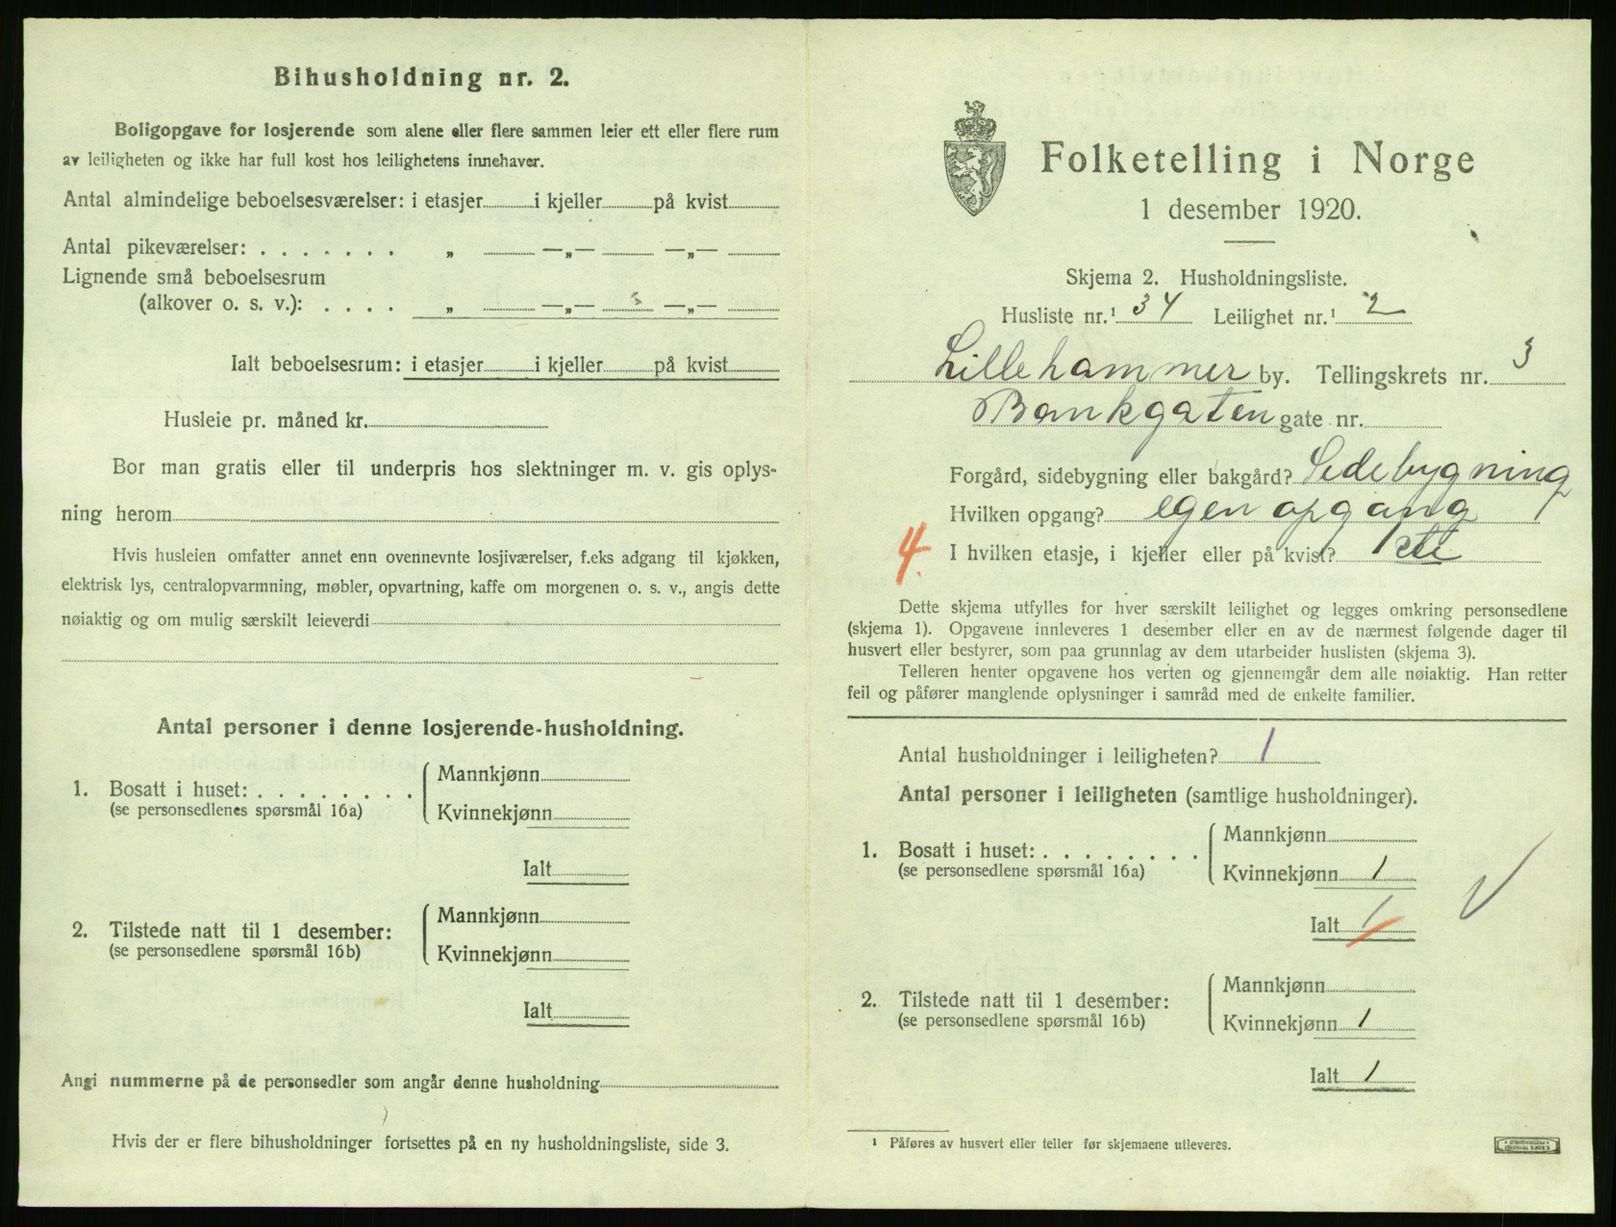 Bihusholdning nr. 2.
Boligopgave for losjerende som alene eller flere sammen leier ett eller flere rum
av leiligheten og ikke har full kost hos leilighetens innehaver.
Antal almindelige beboelsesværelser: i etasjer i kjeller på kvist
Antal pikeværelser: . . . . . . . „ —„— —„—
Lignende små beboelsesrum
(alkover o. s. v.): . . . . „ —„— —„—
Ialt beboelsesrum: i etasjer i kjeller på kvist
Husleie pr. måned kr.
Bor man gratis eller til underpris hos slektninger m. v. gis oplys-
ning herom
Hvis husleien omfatter annet enn ovennevnte losjiværelser, f.eks adgang til kjøkken,
elektrisk lys, centralopvarmning, møbler, opvartning, kaffe om morgenen o. s. v., angis dette
nøiaktig og om mulig særskilt leieverdi
Antal personer i denne losjerende-husholdning.
1. Bosatt i huset: . . . . . . . . Mannkjønn
(se personsedlenes spørsmål 16a) Kvinnekjønn
Ialt
2. Tilstede natt til 1 desember: Mannkjønn
(se personsedlene spørsmål 16b) Kvinnekjønn
Ialt
Angi nummerne på de personsedler som angår denne husholdning
Hvis der er flere bihusholdninger fortsettes på en ny husholdningsliste, side 3.
Folketelling i Norge
1 desember 1920.
Skjema 2. Husholdningsliste.
Husliste nr.¹ 34 Leilighet nr.¹ 2
Lillehammer by. Tellingskrets nr. 3
Bankgaten gate nr.
Forgård, sidebygning eller bakgård? Sidebygning
Hvilken opgang? egen opgang
4. I hvilken etasje, i kjeller eller på kvist? 1ste
Dette skjema utfylles for hver særskilt leilighet og legges omkring personsedlene
(skjema 1). Opgavene innleveres 1 desember eller en av de nærmest følgende dager til
husvert eller bestyrer, som paa grunnlag av dem utarbeider huslisten (skjema 3).
Telleren henter opgavene hos verten og gjennemgår dem alle nøiaktig. Han retter
feil og påfører manglende oplysninger i samråd med de enkelte familier.
Antal husholdninger i leiligheten? 1
Antal personer i leiligheten (samtlige husholdninger).
1. Bosatt i huset: . . . . . . . . Mannkjønn
(se personsedlene spørsmål 16a) Kvinnekjønn 1
Ialt 1
2. Tilstede natt til 1 desember: Mannkjønn
(se personsedlene spørsmål 16b) Kvinnekjønn 1
Ialt 1
¹ Påføres av husvert eller teller før skjemaene utleveres.